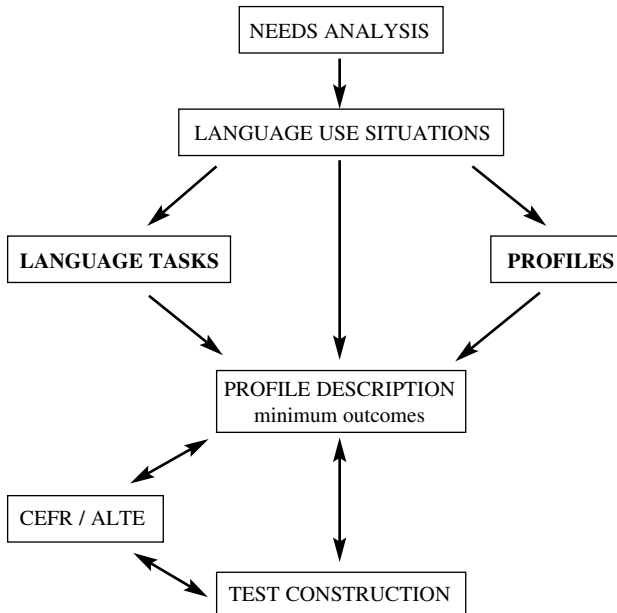 NEEDS ANALYSIS
LANGUAGE USE SITUATIONS
LANGUAGE TASKS
PROFILES
PROFILE DESCRIPTION
minimum outcomes
CEFR / ALTE
TEST CONSTRUCTION